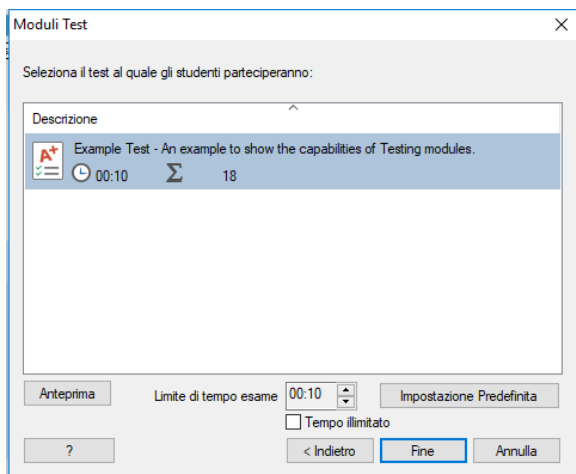 Moduli Test
Seleziona il test al quale gli studenti parteciperanno:
Descrizione
A+
Example Test - An example to show the capabilities of Testing modules.
00:10 Σ 18
Anteprima Limite di tempo esame 00:10 Impostazione Predefinita
Tempo illimitato
? < Indietro Fine Annulla